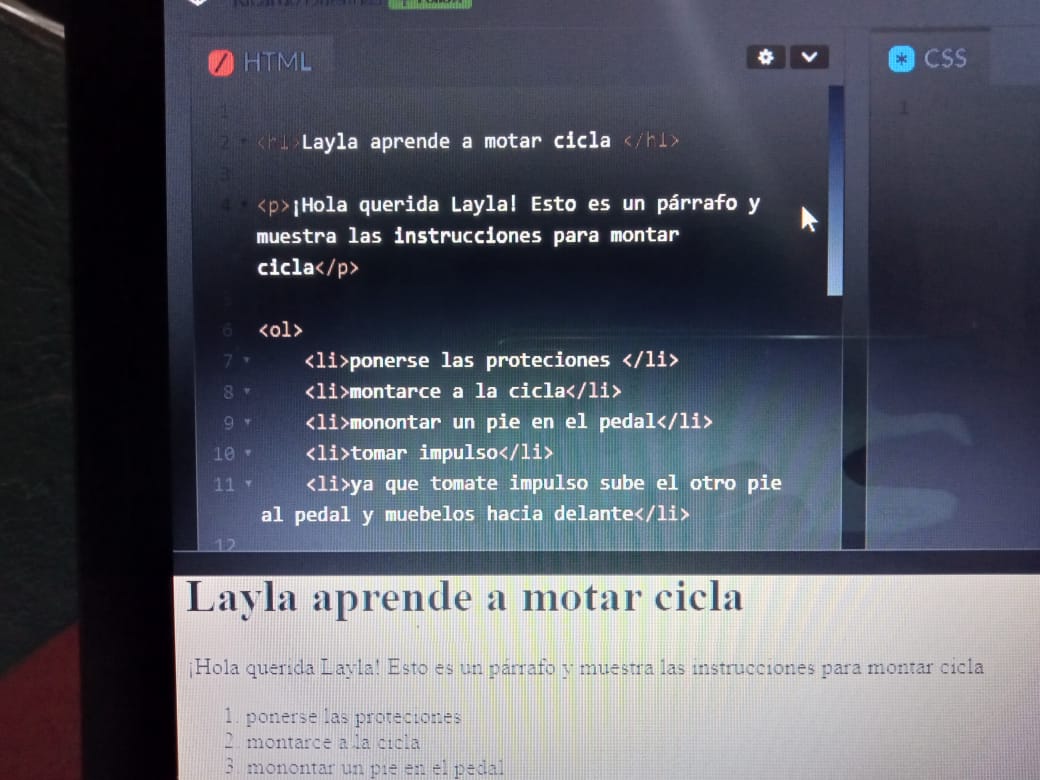 HTML
CSS
1
1
2 <h1>Layla aprende a motar cicla </h1>
3
4 <p>¡Hola querida Layla! Esto es un párrafo y
muestra las instrucciones para montar
cicla</p>
5
6 <ol>
7 <li>ponerse las proteciones </li>
8 <li>montarce a la cicla</li>
9 <li>monontar un pie en el pedal</li>
10 <li>tomar impulso</li>
11 <li>ya que tomate impulso sube el otro pie
al pedal y muebelos hacia delante</li>
12
Layla aprende a motar cicla
¡Hola querida Layla! Esto es un párrafo y muestra las instrucciones para montar cicla
1. ponerse las proteciones
2. montarce a la cicla
3. monontar un pie en el pedal